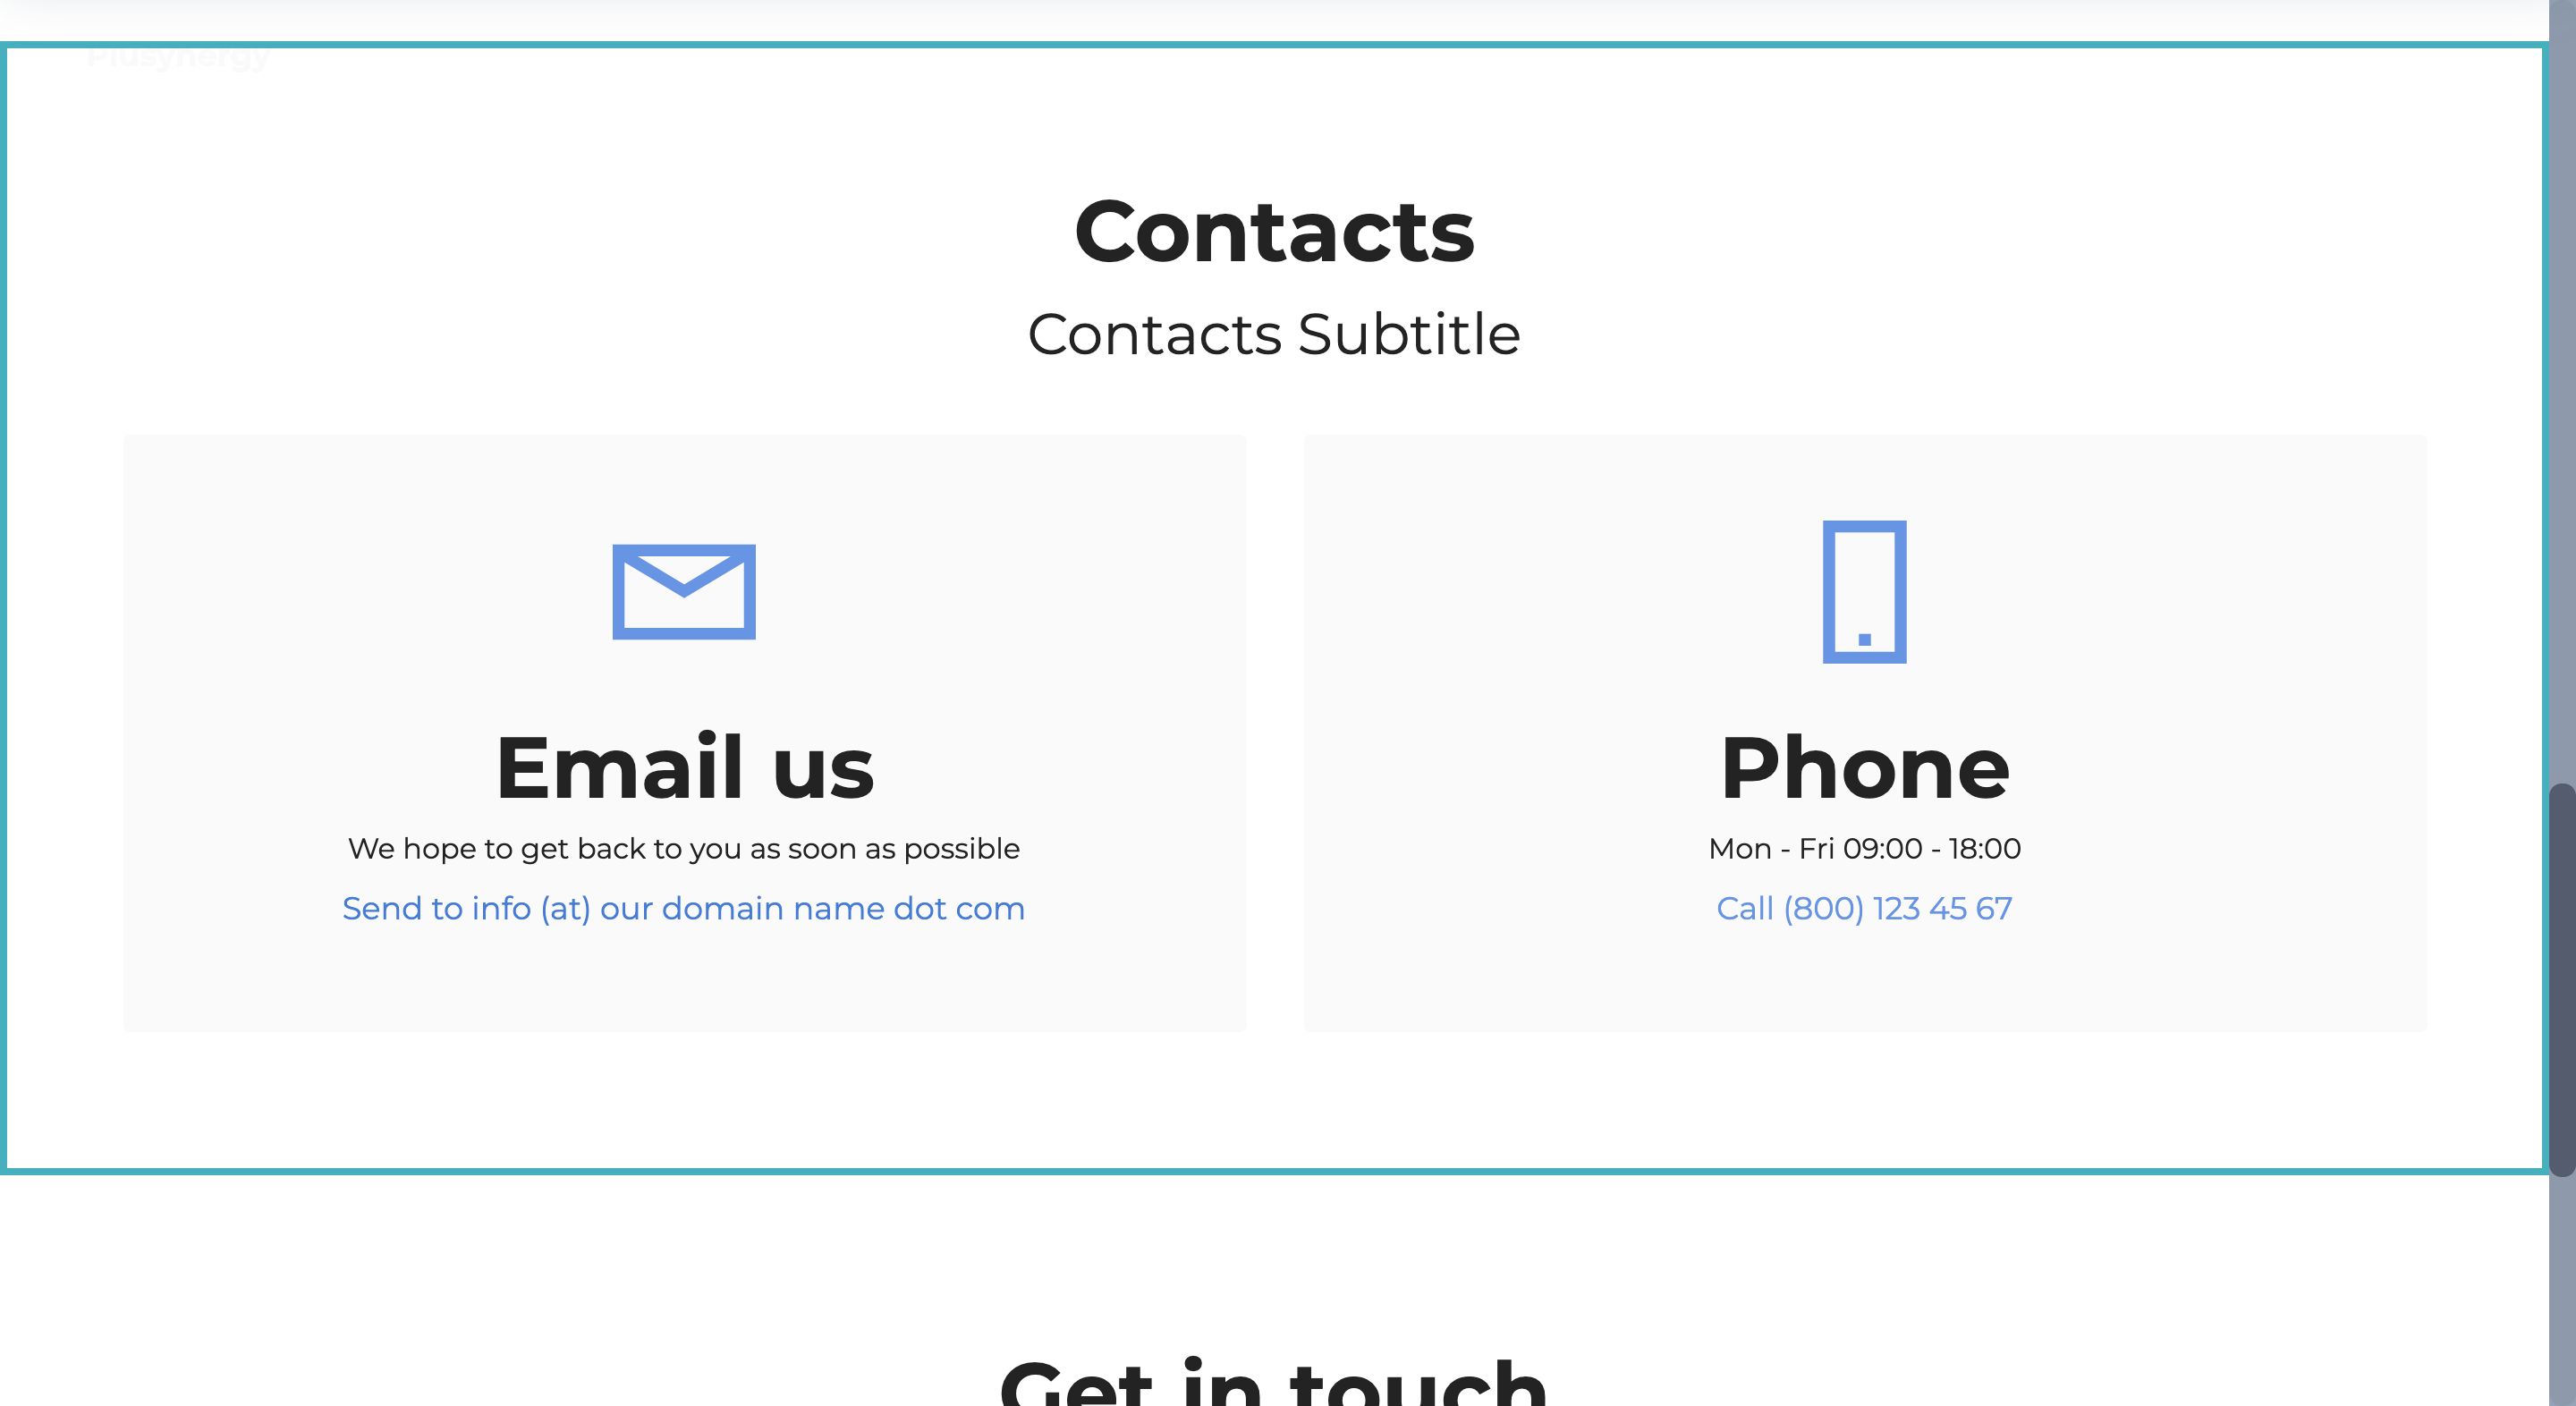 Plusynergy
Contacts
Contacts Subtitle
Email us
We hope to get back to you as soon as possible
Send to info (at) our domain name dot com
Phone
Mon - Fri 09:00 - 18:00
Call (800) 123 45 67
Get in touch